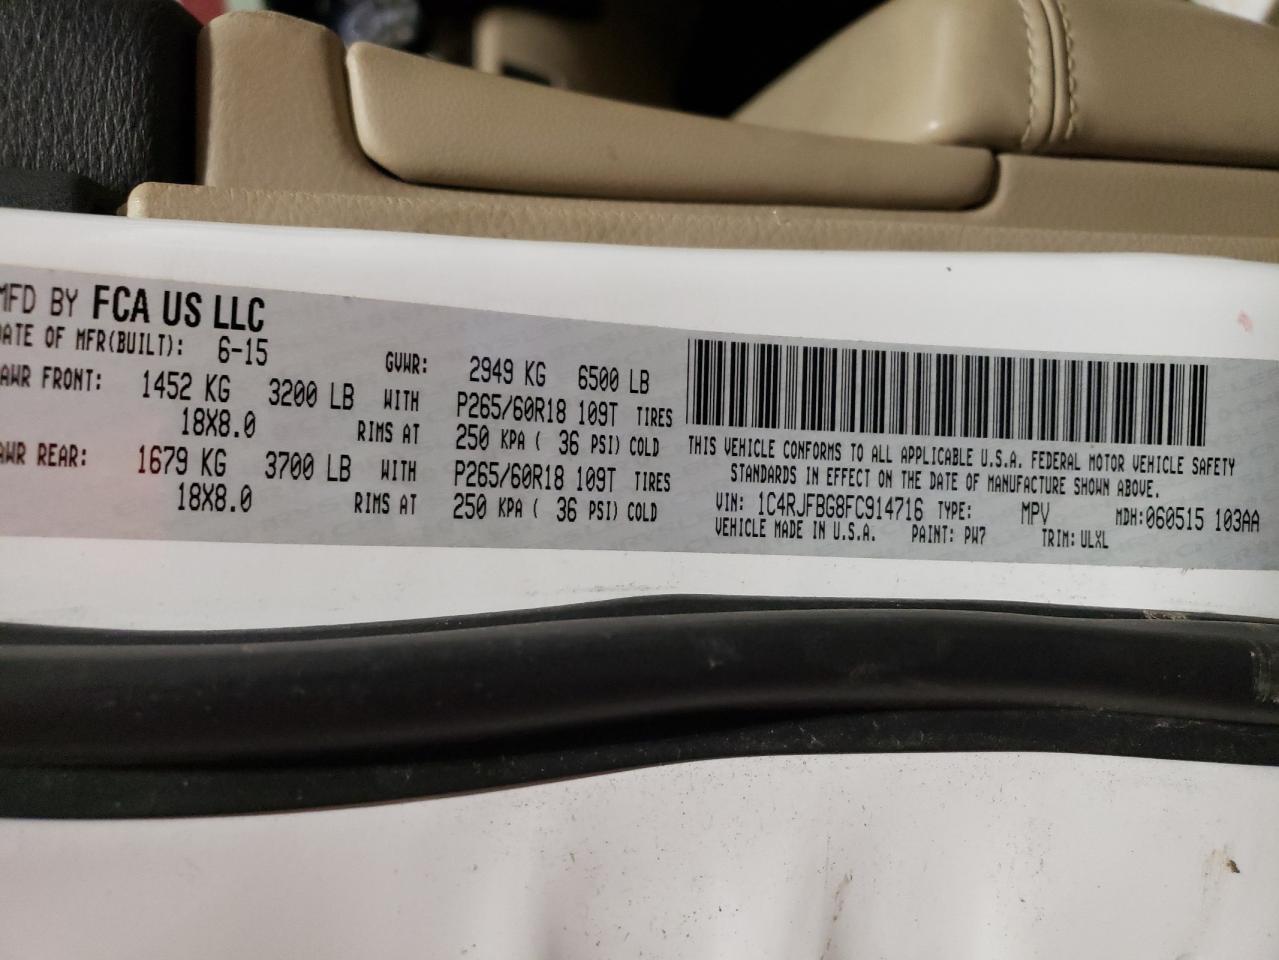 MFD BY FCA US LLC
DATE OF MFR(BUILT): 6-15
GVWR: 2949 KG 6500 LB
AWR FRONT: 1452 KG 3200 LB WITH P265/60R18 109T TIRES
18X8.0 RIMS AT 250 KPA ( 36 PSI) COLD
AWR REAR: 1679 KG 3700 LB WITH P265/60R18 109T TIRES
18X8.0 RIMS AT 250 KPA ( 36 PSI) COLD
THIS VEHICLE CONFORMS TO ALL APPLICABLE U.S.A. FEDERAL MOTOR VEHICLE SAFETY
STANDARDS IN EFFECT ON THE DATE OF MANUFACTURE SHOWN ABOVE.
VIN: 1C4RJFBG8FC914716 TYPE: MPV MDH:060515 103AA
VEHICLE MADE IN U.S.A. PAINT: PW7 TRIM: ULXL